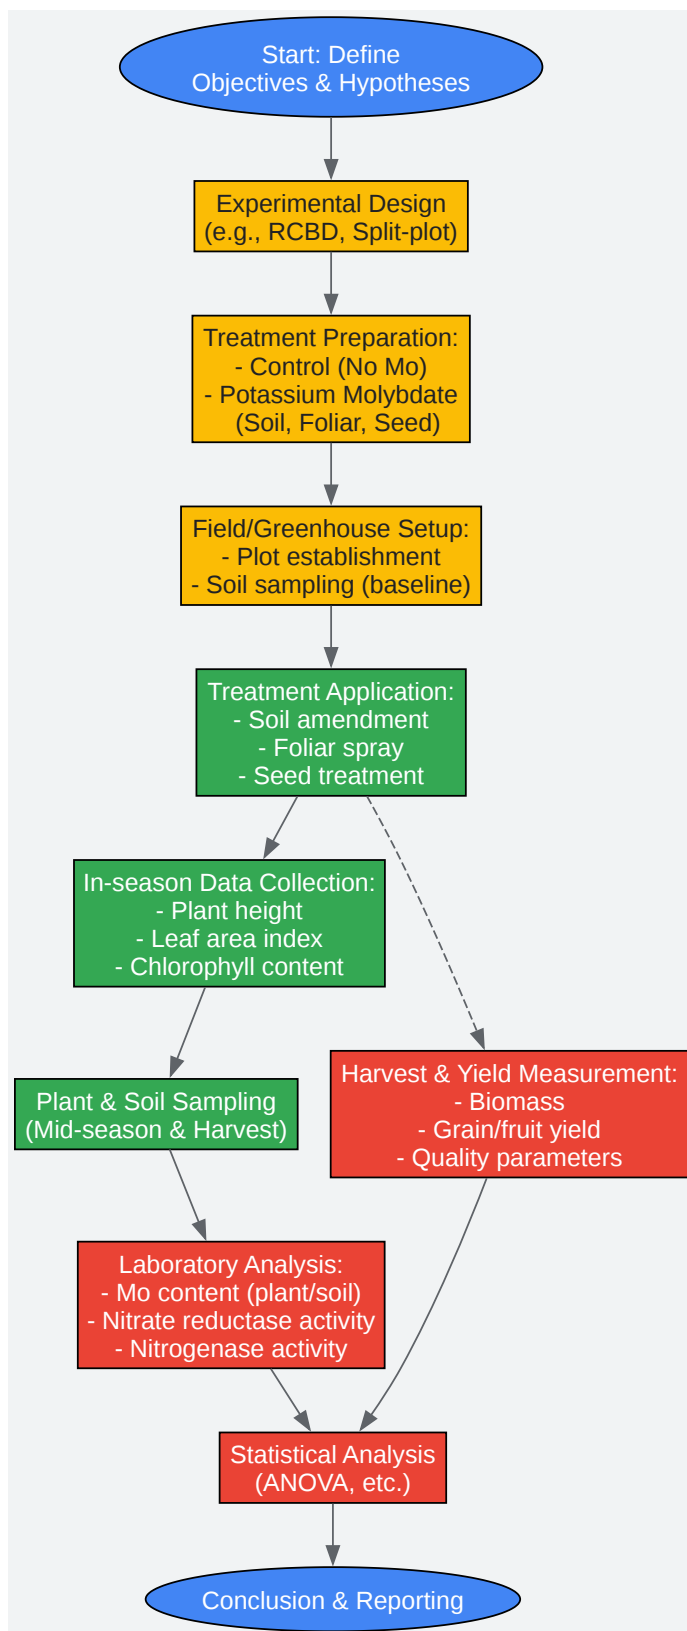 Start: Define
Objectives & Hypotheses
Experimental Design
(e.g., RCBD, Split-plot)
Treatment Preparation:
- Control (No Mo)
- Potassium Molybdate
(Soil, Foliar, Seed)
Field/Greenhouse Setup:
- Plot establishment
- Soil sampling (baseline)
Treatment Application:
- Soil amendment
- Foliar spray
- Seed treatment
In-season Data Collection:
- Plant height
- Leaf area index
- Chlorophyll content
Plant & Soil Sampling
(Mid-season & Harvest)
Harvest & Yield Measurement:
- Biomass
- Grain/fruit yield
- Quality parameters
Laboratory Analysis:
- Mo content (plant/soil)
- Nitrate reductase activity
- Nitrogenase activity
Statistical Analysis
(ANOVA, etc.)
Conclusion & Reporting